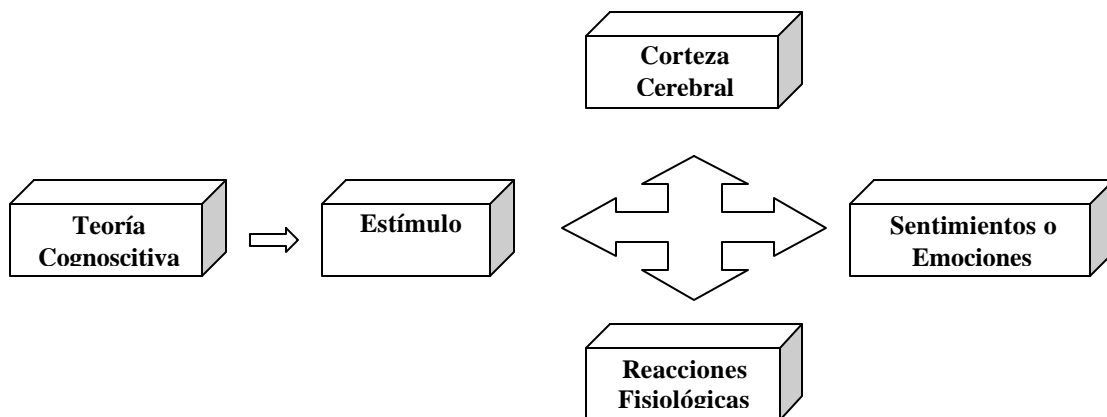 Corteza
Cerebral
Teoría
Cognoscitiva
Estímulo
Sentimientos o
Emociones
Reacciones
Fisiológicas